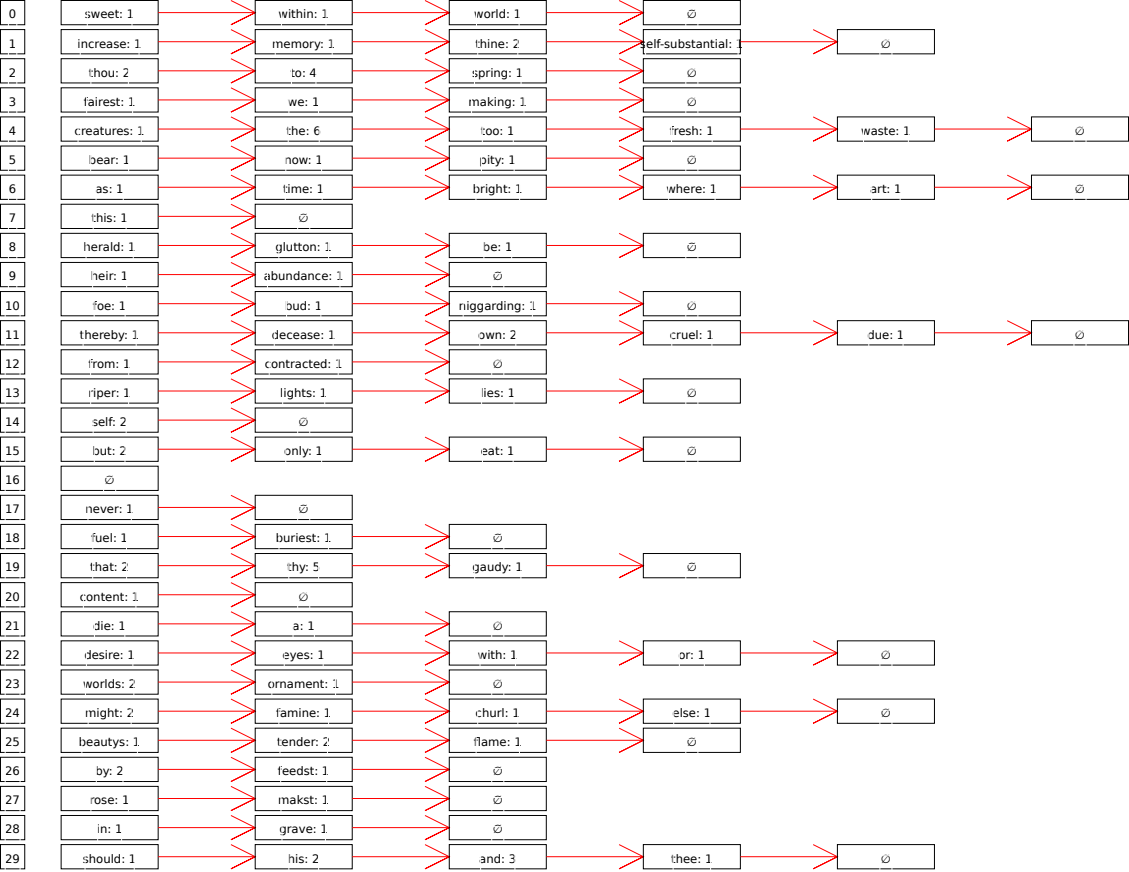 0 sweet: 1 within: 1 world: 1 ∅
1 increase: 1 memory: 1 thine: 2 self-substantial: 1 ∅
2 thou: 2 to: 4 spring: 1 ∅
3 fairest: 1 we: 1 making: 1 ∅
4 creatures: 1 the: 6 too: 1 fresh: 1 waste: 1 ∅
5 bear: 1 now: 1 pity: 1 ∅
6 as: 1 time: 1 bright: 1 where: 1 art: 1 ∅
7 this: 1 ∅
8 herald: 1 glutton: 1 be: 1 ∅
9 heir: 1 abundance: 1 ∅
10 foe: 1 bud: 1 niggarding: 1 ∅
11 thereby: 1 decease: 1 own: 2 cruel: 1 due: 1 ∅
12 from: 1 contracted: 1 ∅
13 riper: 1 lights: 1 lies: 1 ∅
14 self: 2 ∅
15 but: 2 only: 1 eat: 1 ∅
16 ∅
17 never: 1 ∅
18 fuel: 1 buriest: 1 ∅
19 that: 2 thy: 5 gaudy: 1 ∅
20 content: 1 ∅
21 die: 1 a: 1 ∅
22 desire: 1 eyes: 1 with: 1 or: 1 ∅
23 worlds: 2 ornament: 1 ∅
24 might: 2 famine: 1 churl: 1 else: 1 ∅
25 beautys: 1 tender: 2 flame: 1 ∅
26 by: 2 feedst: 1 ∅
27 rose: 1 makst: 1 ∅
28 in: 1 grave: 1 ∅
29 should: 1 his: 2 and: 3 thee: 1 ∅